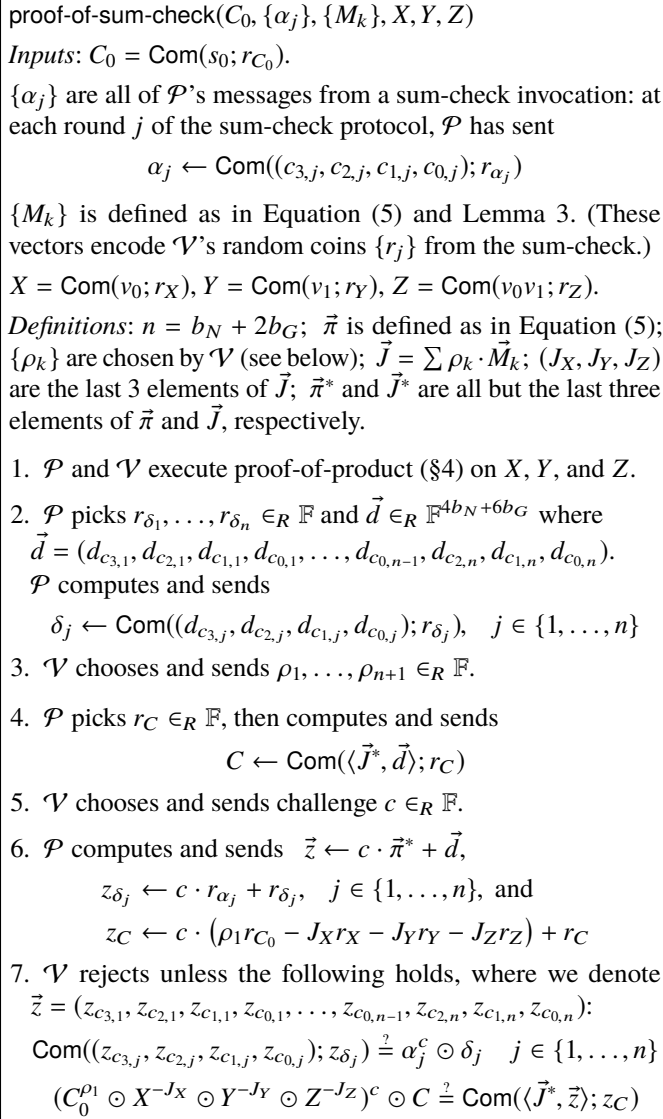 proof-of-sum-check(C₀, {αⱼ}, {Mₖ}, X, Y, Z)
Inputs: C₀ = Com(s₀; r_{C₀}).
{αⱼ} are all of 𝒫's messages from a sum-check invocation: at
each round j of the sum-check protocol, 𝒫 has sent
αⱼ ← Com((c_{3,j}, c_{2,j}, c_{1,j}, c_{0,j}); r_{αⱼ})
{Mₖ} is defined as in Equation (5) and Lemma 3. (These
vectors encode 𝒱's random coins {rⱼ} from the sum-check.)
X = Com(v₀; r_X), Y = Com(v₁; r_Y), Z = Com(v₀v₁; r_Z).
Definitions: n = b_N + 2b_G; π⃗ is defined as in Equation (5);
{ρₖ} are chosen by 𝒱 (see below); J⃗ = ∑ ρₖ · M⃗ₖ; (J_X, J_Y, J_Z)
are the last 3 elements of J⃗; π⃗* and J⃗* are all but the last three
elements of π⃗ and J⃗, respectively.
1. 𝒫 and 𝒱 execute proof-of-product (§4) on X, Y, and Z.
2. 𝒫 picks r_{δ₁}, . . . , r_{δₙ} ∈_R 𝔽 and d⃗ ∈_R 𝔽^{4b_N+6b_G} where
d⃗ = (d_{c_{3,1}}, d_{c_{2,1}}, d_{c_{1,1}}, d_{c_{0,1}}, . . . , d_{c_{0,n−1}}, d_{c_{2,n}}, d_{c_{1,n}}, d_{c_{0,n}}).
𝒫 computes and sends
δⱼ ← Com((d_{c_{3,j}}, d_{c_{2,j}}, d_{c_{1,j}}, d_{c_{0,j}}); r_{δⱼ}), j ∈ {1, . . . , n}
3. 𝒱 chooses and sends ρ₁, . . . , ρ_{n+1} ∈_R 𝔽.
4. 𝒫 picks r_C ∈_R 𝔽, then computes and sends
C ← Com(⟨J⃗*, d⃗⟩; r_C)
5. 𝒱 chooses and sends challenge c ∈_R 𝔽.
6. 𝒫 computes and sends z⃗ ← c · π⃗* + d⃗,
z_{δⱼ} ← c · r_{αⱼ} + r_{δⱼ}, j ∈ {1, . . . , n}, and
z_C ← c · (ρ₁r_{C₀} − J_X r_X − J_Y r_Y − J_Z r_Z) + r_C
7. 𝒱 rejects unless the following holds, where we denote
z⃗ = (z_{c_{3,1}}, z_{c_{2,1}}, z_{c_{1,1}}, z_{c_{0,1}}, . . . , z_{c_{0,n−1}}, z_{c_{2,n}}, z_{c_{1,n}}, z_{c_{0,n}}):
Com((z_{c_{3,j}}, z_{c_{2,j}}, z_{c_{1,j}}, z_{c_{0,j}}); z_{δⱼ}) ≟ αⱼ^c ⊙ δⱼ j ∈ {1, . . . , n}
(C₀^{ρ₁} ⊙ X^{−J_X} ⊙ Y^{−J_Y} ⊙ Z^{−J_Z})^c ⊙ C ≟ Com(⟨J⃗*, z⃗⟩; z_C)